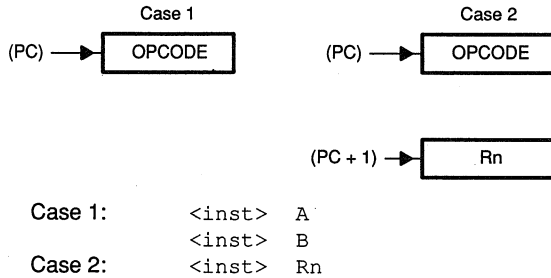 Case 1 Case 2
(PC) OPCODE (PC) OPCODE
(PC + 1) Rn
Case 1: <inst> A
<inst> B
Case 2: <inst> Rn